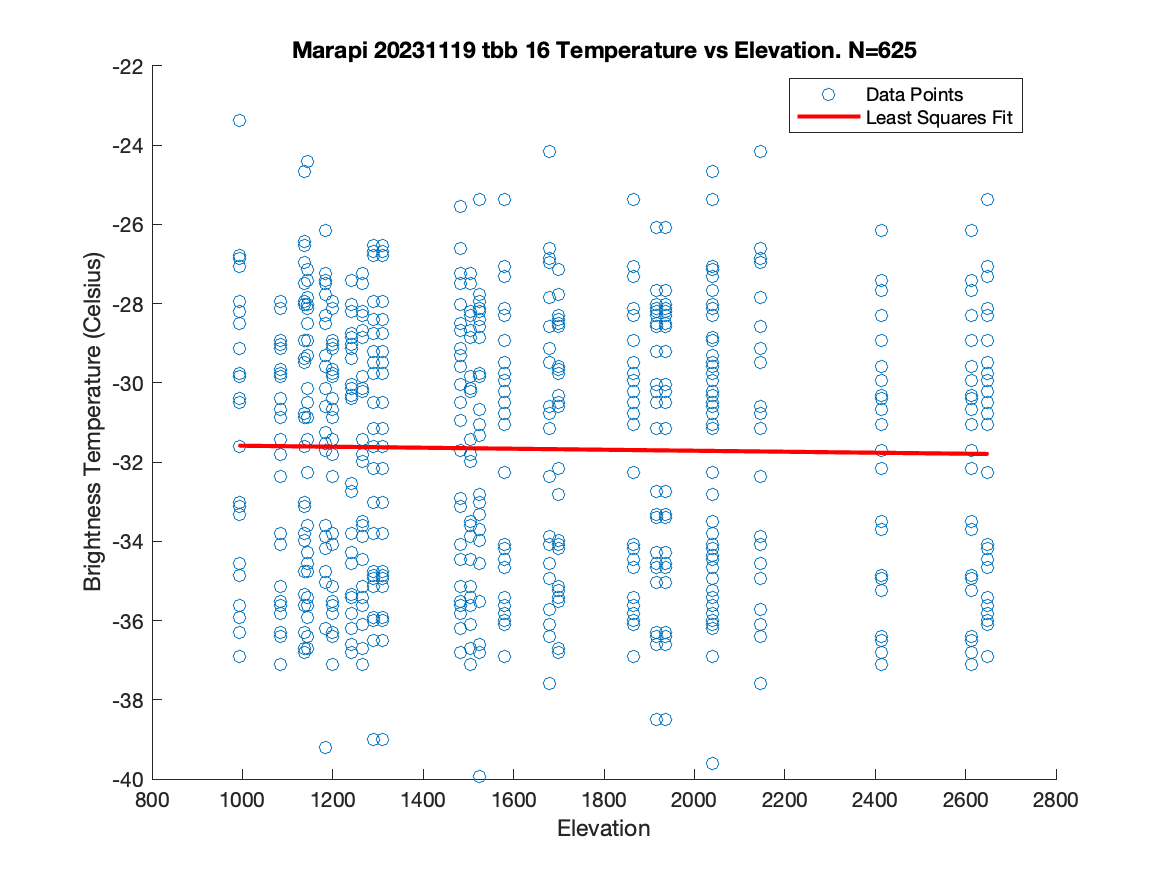 Marapi 20231119 tbb 16 Temperature vs Elevation. N=625
Data Points
Least Squares Fit
Brightness Temperature (Celsius)
-22
-24
-26
-28
-30
-32
-34
-36
-38
-40
800 1000 1200 1400 1600 1800 2000 2200 2400 2600 2800
Elevation